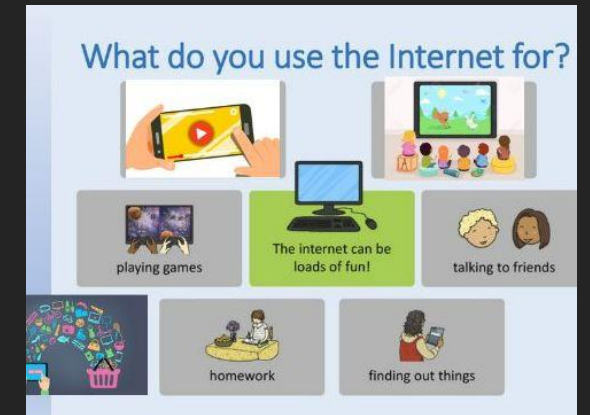 What do you use the Internet for?
playing games
The internet can be
loads of fun!
talking to friends
homework
finding out things